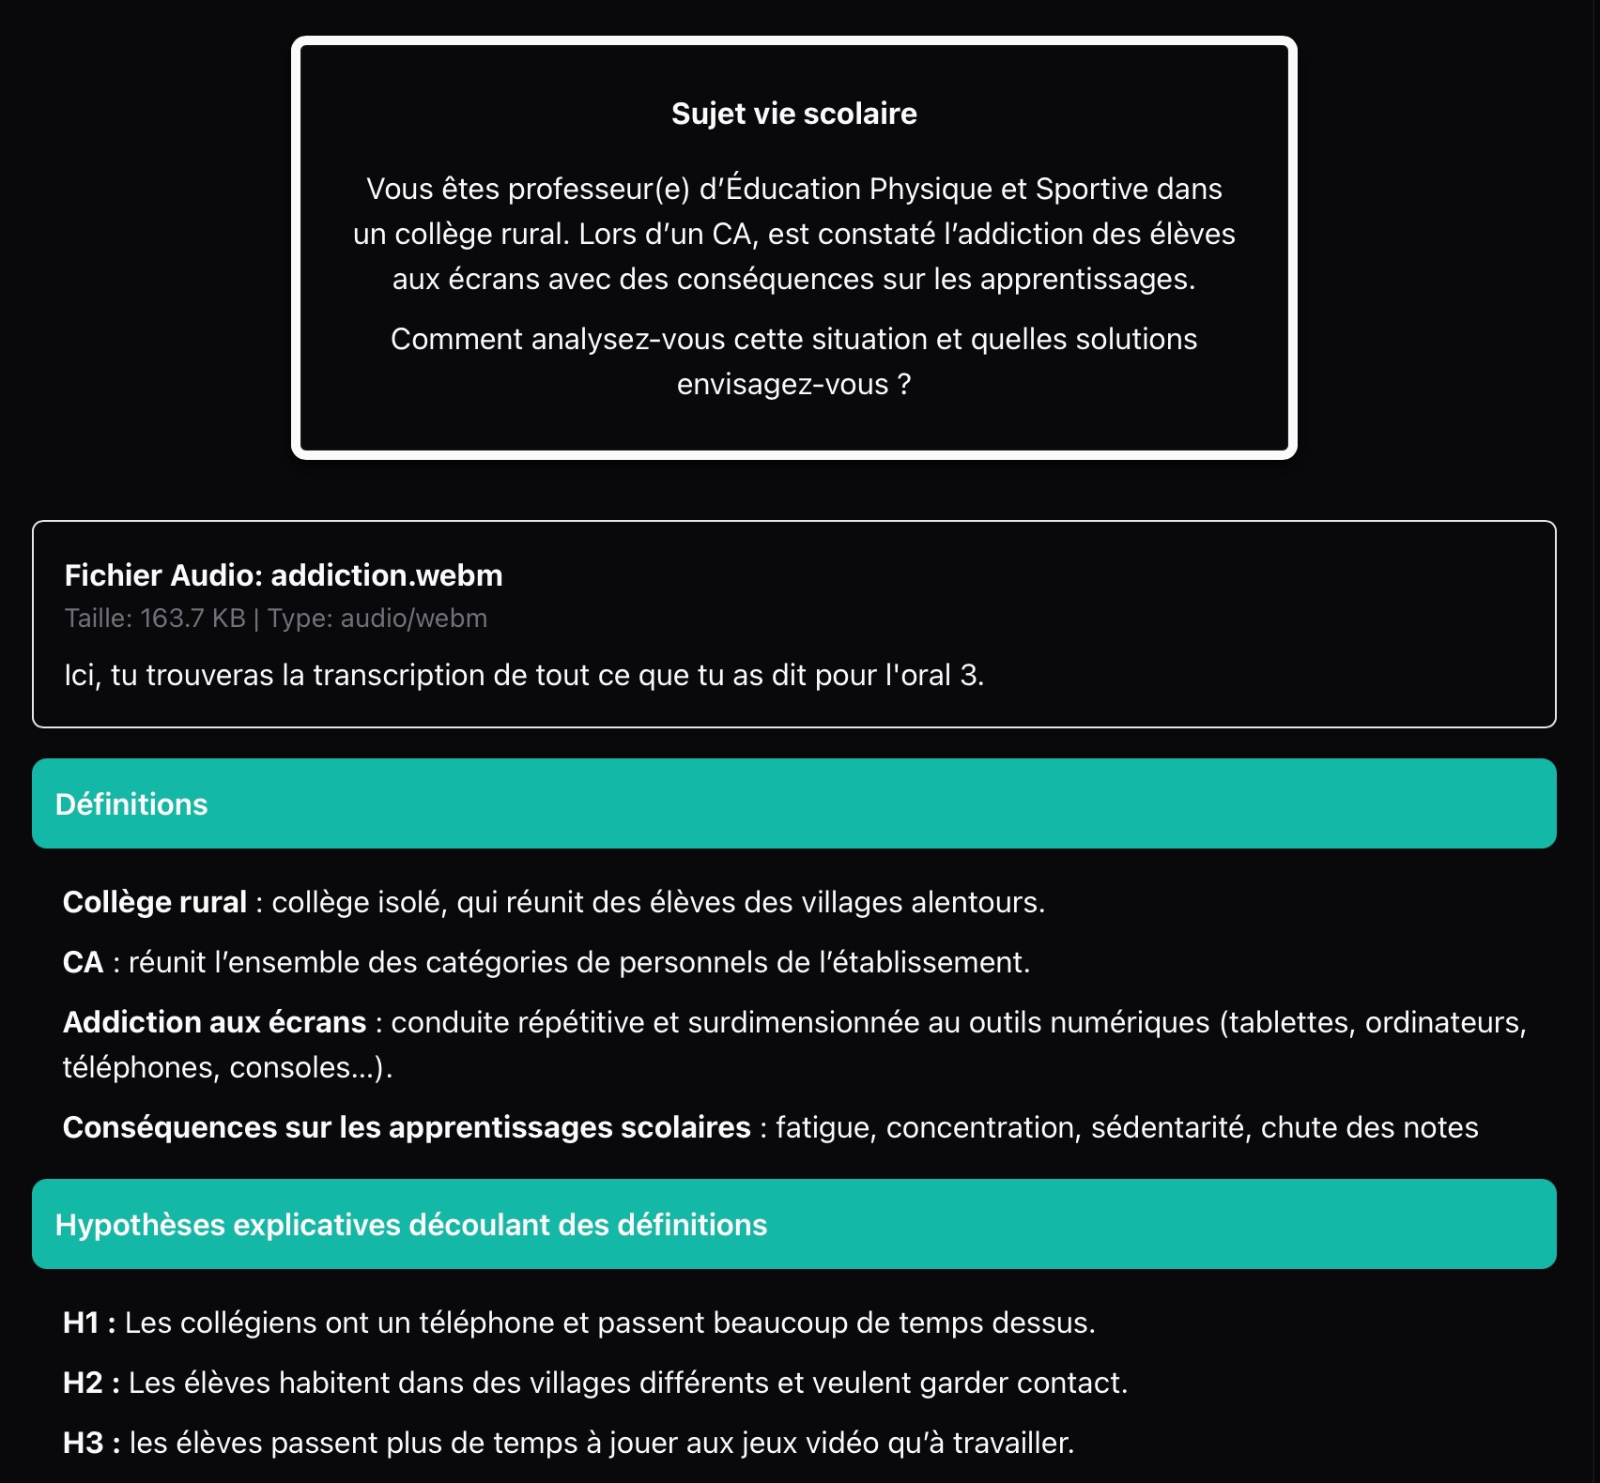 Sujet vie scolaire
Vous êtes professeur(e) d’Éducation Physique et Sportive dans
un collège rural. Lors d’un CA, est constaté l’addiction des élèves
aux écrans avec des conséquences sur les apprentissages.
Comment analysez-vous cette situation et quelles solutions
envisagez-vous ?
Fichier Audio: addiction.webm
Taille: 163.7 KB | Type: audio/webm
Ici, tu trouveras la transcription de tout ce que tu as dit pour l'oral 3.
Définitions
Collège rural : collège isolé, qui réunit des élèves des villages alentours.
CA : réunit l’ensemble des catégories de personnels de l’établissement.
Addiction aux écrans : conduite répétitive et surdimensionnée au outils numériques (tablettes, ordinateurs,
téléphones, consoles...).
Conséquences sur les apprentissages scolaires : fatigue, concentration, sédentarité, chute des notes
Hypothèses explicatives découlant des définitions
H1 : Les collégiens ont un téléphone et passent beaucoup de temps dessus.
H2 : Les élèves habitent dans des villages différents et veulent garder contact.
H3 : les élèves passent plus de temps à jouer aux jeux vidéo qu’à travailler.